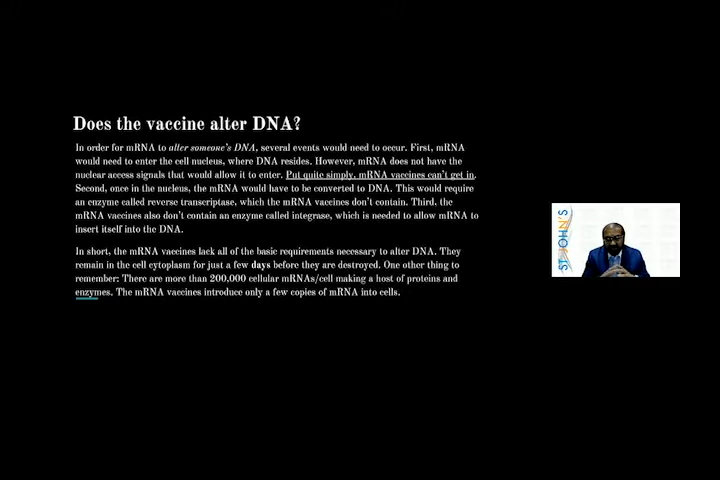 Does the vaccine alter DNA?
In order for mRNA to alter someone's DNA, several events would need to occur. First, mRNA
would need to enter the cell nucleus, where DNA resides. However, mRNA does not have the
nuclear access signals that would allow it to enter. Put quite simply, mRNA vaccines can't get in.
Second, once in the nucleus, the mRNA would have to be converted to DNA. This would require
an enzyme called reverse transcriptase, which the mRNA vaccines don't contain. Third, the
mRNA vaccines also don't contain an enzyme called integrase, which is needed to allow mRNA to
insert itself into the DNA.
In short, the mRNA vaccines lack all of the basic requirements necessary to alter DNA. They
remain in the cell cytoplasm for just a few days before they are destroyed. One other thing to
remember: There are more than 200,000 cellular mRNAs/cell making a host of proteins and
enzymes. The mRNA vaccines introduce only a few copies of mRNA into cells.
ST JOHN'S